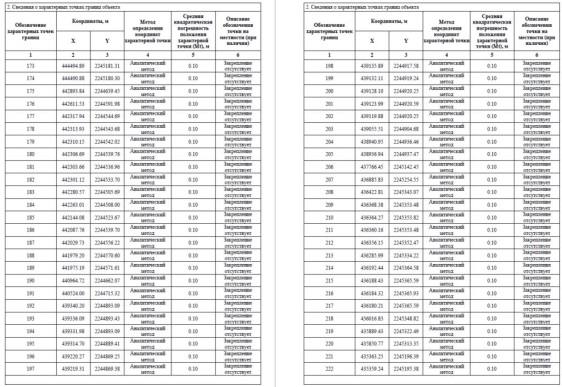 2. Сведения о характерных точках границ объекта
Обозначение характерных точек границ | Координаты, м | Метод определения координат характерной точки | Средняя квадратическая погрешность положения характерной точки (Mt), м | Описание обозначения точки на местности (при наличии)
X | Y
1 | 2 | 3 | 4 | 5 | 6
173 | 444494.89 | 2245181.31 | Аналитический метод | 0.10 | Закрепление отсутствует
174 | 444490.88 | 2245180.30 | Аналитический метод | 0.10 | Закрепление отсутствует
175 | 442893.84 | 2244639.45 | Аналитический метод | 0.10 | Закрепление отсутствует
176 | 442611.53 | 2244591.98 | Аналитический метод | 0.10 | Закрепление отсутствует
177 | 442317.94 | 2244544.69 | Аналитический метод | 0.10 | Закрепление отсутствует
178 | 442313.93 | 2244543.68 | Аналитический метод | 0.10 | Закрепление отсутствует
179 | 442310.15 | 2244542.02 | Аналитический метод | 0.10 | Закрепление отсутствует
180 | 442306.69 | 2244539.76 | Аналитический метод | 0.10 | Закрепление отсутствует
181 | 442303.66 | 2244536.96 | Аналитический метод | 0.10 | Закрепление отсутствует
182 | 442301.12 | 2244533.70 | Аналитический метод | 0.10 | Закрепление отсутствует
183 | 442280.57 | 2244505.69 | Аналитический метод | 0.10 | Закрепление отсутствует
184 | 442263.01 | 2244508.00 | Аналитический метод | 0.10 | Закрепление отсутствует
185 | 442144.08 | 2244523.67 | Аналитический метод | 0.10 | Закрепление отсутствует
186 | 442087.76 | 2244539.70 | Аналитический метод | 0.10 | Закрепление отсутствует
187 | 442029.73 | 2244556.22 | Аналитический метод | 0.10 | Закрепление отсутствует
188 | 441979.20 | 2244570.60 | Аналитический метод | 0.10 | Закрепление отсутствует
189 | 441975.19 | 2244571.61 | Аналитический метод | 0.10 | Закрепление отсутствует
190 | 440964.72 | 2244662.07 | Аналитический метод | 0.10 | Закрепление отсутствует
191 | 440524.00 | 2244715.32 | Аналитический метод | 0.10 | Закрепление отсутствует
192 | 439340.20 | 2244893.09 | Аналитический метод | 0.10 | Закрепление отсутствует
193 | 439336.09 | 2244893.43 | Аналитический метод | 0.10 | Закрепление отсутствует
194 | 439331.98 | 2244893.09 | Аналитический метод | 0.10 | Закрепление отсутствует
195 | 439314.70 | 2244889.41 | Аналитический метод | 0.10 | Закрепление отсутствует
196 | 439220.27 | 2244869.25 | Аналитический метод | 0.10 | Закрепление отсутствует
197 | 439219.31 | 2244869.38 | Аналитический метод | 0.10 | Закрепление отсутствует
2. Сведения о характерных точках границ объекта
Обозначение характерных точек границ | Координаты, м | Метод определения координат характерной точки | Средняя квадратическая погрешность положения характерной точки (Mt), м | Описание обозначения точки на местности (при наличии)
X | Y
1 | 2 | 3 | 4 | 5 | 6
198 | 439135.89 | 2244917.58 | Аналитический метод | 0.10 | Закрепление отсутствует
199 | 439132.11 | 2244919.24 | Аналитический метод | 0.10 | Закрепление отсутствует
200 | 439128.10 | 2244920.25 | Аналитический метод | 0.10 | Закрепление отсутствует
201 | 439123.99 | 2244920.59 | Аналитический метод | 0.10 | Закрепление отсутствует
202 | 439119.88 | 2244920.25 | Аналитический метод | 0.10 | Закрепление отсутствует
203 | 439055.51 | 2244904.68 | Аналитический метод | 0.10 | Закрепление отсутствует
204 | 438940.95 | 2244936.46 | Аналитический метод | 0.10 | Закрепление отсутствует
205 | 438936.94 | 2244937.47 | Аналитический метод | 0.10 | Закрепление отсутствует
206 | 437766.45 | 2245142.45 | Аналитический метод | 0.10 | Закрепление отсутствует
207 | 436885.83 | 2245254.55 | Аналитический метод | 0.10 | Закрепление отсутствует
208 | 436422.81 | 2245343.07 | Аналитический метод | 0.10 | Закрепление отсутствует
209 | 436368.38 | 2245353.48 | Аналитический метод | 0.10 | Закрепление отсутствует
210 | 436364.27 | 2245353.82 | Аналитический метод | 0.10 | Закрепление отсутствует
211 | 436360.16 | 2245353.48 | Аналитический метод | 0.10 | Закрепление отсутствует
212 | 436356.15 | 2245352.47 | Аналитический метод | 0.10 | Закрепление отсутствует
213 | 436285.09 | 2245334.22 | Аналитический метод | 0.10 | Закрепление отсутствует
214 | 436192.44 | 2245364.58 | Аналитический метод | 0.10 | Закрепление отсутствует
215 | 436188.43 | 2245365.59 | Аналитический метод | 0.10 | Закрепление отсутствует
216 | 436184.32 | 2245365.93 | Аналитический метод | 0.10 | Закрепление отсутствует
217 | 436180.21 | 2245365.59 | Аналитический метод | 0.10 | Закрепление отсутствует
218 | 436016.83 | 2245348.82 | Аналитический метод | 0.10 | Закрепление отсутствует
219 | 435889.43 | 2245322.49 | Аналитический метод | 0.10 | Закрепление отсутствует
220 | 435830.77 | 2245313.35 | Аналитический метод | 0.10 | Закрепление отсутствует
221 | 435363.25 | 2245196.39 | Аналитический метод | 0.10 | Закрепление отсутствует
222 | 435359.24 | 2245195.38 | Аналитический метод | 0.10 | Закрепление отсутствует